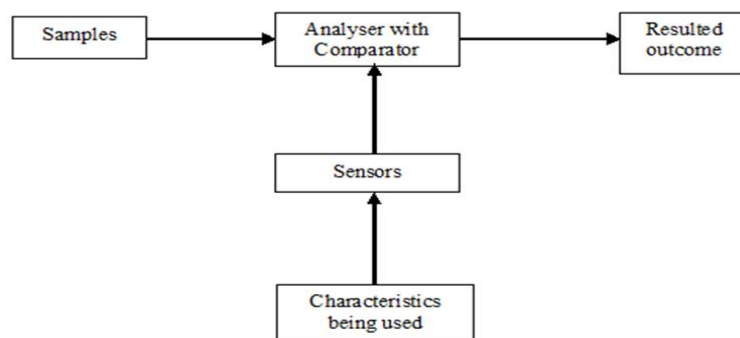 Samples
Analyser with
Comparator
Resulted
outcome
Sensors
Characteristics
being used